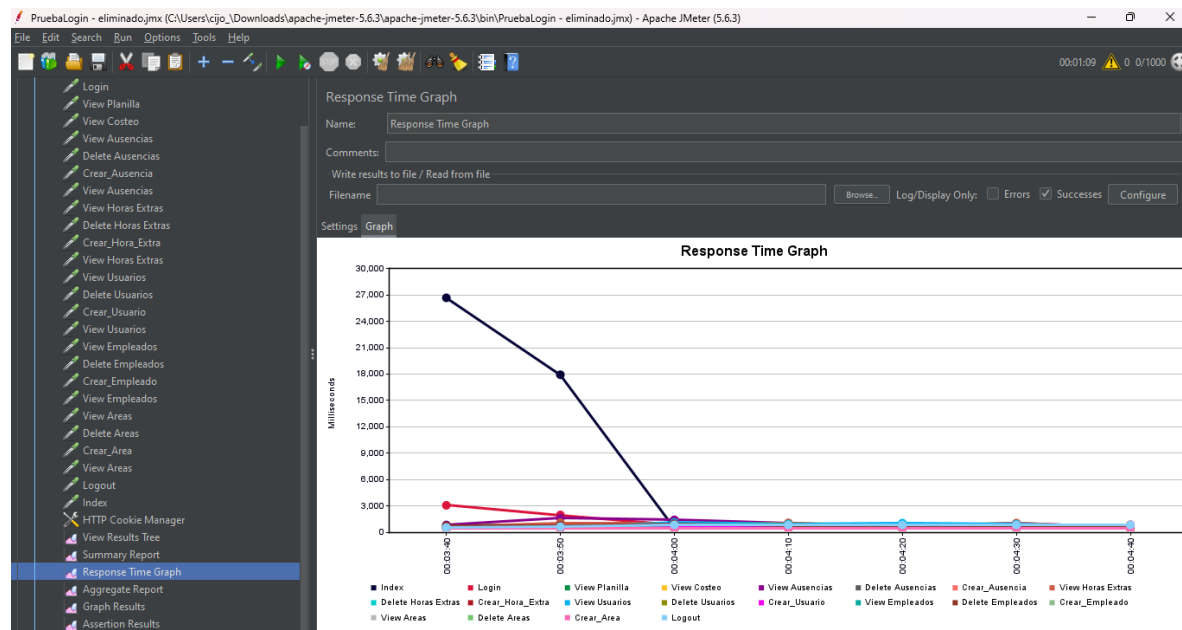 PruebaLogin - eliminado.jmx (C:\Users\cijo_\Downloads\apache-jmeter-5.6.3\apache-jmeter-5.6.3\bin\PruebaLogin - eliminado.jmx) - Apache JMeter (5.6.3)
File Edit Search Run Options Tools Help
00:01:09 0 0/1000
Login
View Planilla
View Costeo
View Ausencias
Delete Ausencias
Crear_Ausencia
View Ausencias
View Horas Extras
Delete Horas Extras
Crear_Hora_Extra
View Horas Extras
View Usuarios
Delete Usuarios
Crear_Usuario
View Usuarios
View Empleados
Delete Empleados
Crear_Empleado
View Empleados
View Areas
Delete Areas
Crear_Area
View Areas
Logout
Index
HTTP Cookie Manager
View Results Tree
Summary Report
Response Time Graph
Aggregate Report
Graph Results
Assertion Results
Response Time Graph
Name: Response Time Graph
Comments:
Write results to file / Read from file
Filename Browse... Log/Display Only: Errors Successes Configure
Settings Graph
Response Time Graph
30,000
27,000
24,000
21,000
18,000
15,000
12,000
9,000
6,000
3,000
0
Milliseconds
00:03:40 00:03:50 00:04:00 00:04:10 00:04:20 00:04:30 00:04:40
Index Login View Planilla View Costeo View Ausencias Delete Ausencias Crear_Ausencia View Horas Extras
Delete Horas Extras Crear_Hora_Extra View Usuarios Delete Usuarios Crear_Usuario View Empleados Delete Empleados Crear_Empleado
View Areas Delete Areas Crear_Area Logout